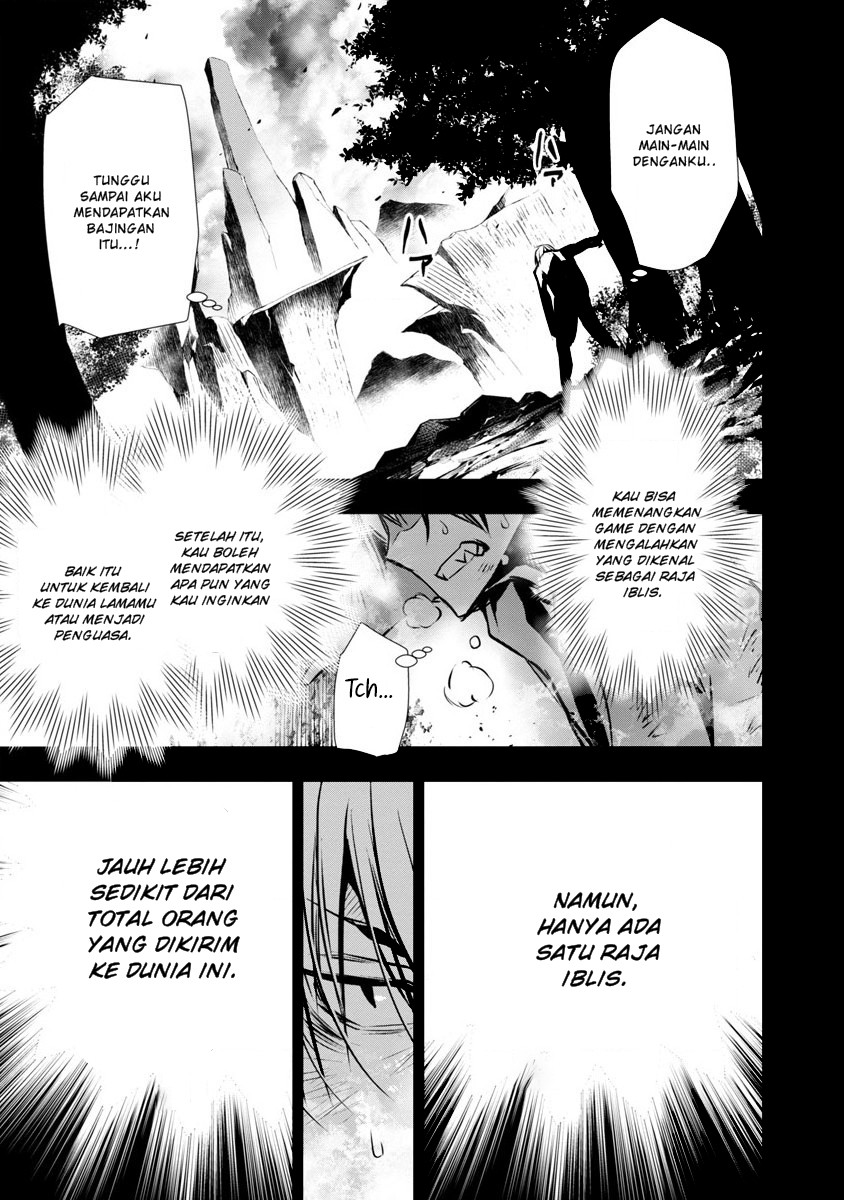 JANGAN
MAIN-MAIN
DENGANKU..
TUNGGU
SAMPAI AKU
MENDAPATKAN
BAJINGAN
ITU...!
ハァ
ハァ
KAU BISA
MEMENANGKAN
GAME DENGAN
MENGALAHKAN
YANG DIKENAL
SEBAGAI RAJA
IBLIS.
SETELAH ITU,
KAU BOLEH
MENDAPATKAN
APA PUN YANG
KAU INGINKAN
BAIK ITU
UNTUK KEMBALI
KE DUNIA LAMAMU
ATAU MENJADI
PENGUASA.
Tch...
NAMUN,
HANYA ADA
SATU RAJA
IBLIS.
JAUH LEBIH
SEDIKIT DARI
TOTAL ORANG
YANG DIKIRIM
KE DUNIA INI.